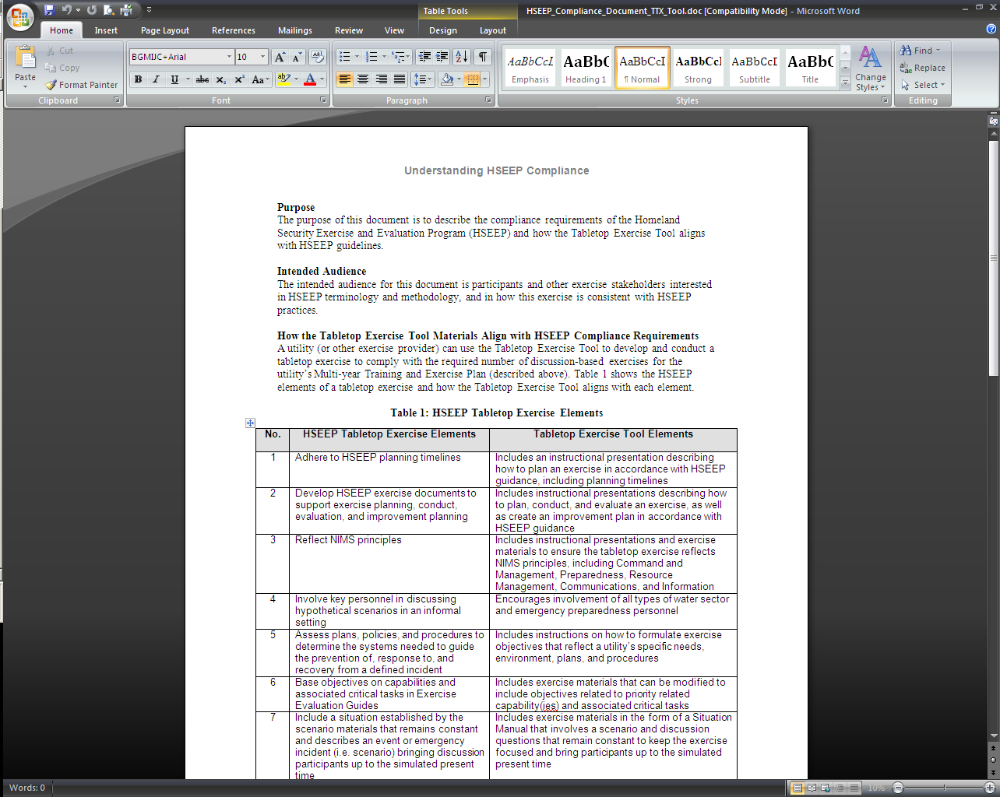 Table Tools
HSEEP_Compliance_Document_TTX_Tool.doc [Compatibility Mode] - Microsoft Word
Home Insert Page Layout References Mailings Review View Design Layout
Paste
Cut
Copy
Format Painter
Clipboard
BGMIJC+Arial 10
Font
Paragraph
AaBbCcI Emphasis
AaBbC Heading 1
AaBbCcI ¶ Normal
AaBbCcI Strong
AaBbCcI Subtitle
AaBbC Title
Change Styles
Styles
Find
Replace
Select
Editing
Understanding HSEEP Compliance
Purpose
The purpose of this document is to describe the compliance requirements of the Homeland
Security Exercise and Evaluation Program (HSEEP) and how the Tabletop Exercise Tool aligns
with HSEEP guidelines.
Intended Audience
The intended audience for this document is participants and other exercise stakeholders interested
in HSEEP terminology and methodology, and in how this exercise is consistent with HSEEP
practices.
How the Tabletop Exercise Tool Materials Align with HSEEP Compliance Requirements
A utility (or other exercise provider) can use the Tabletop Exercise Tool to develop and conduct a
tabletop exercise to comply with the required number of discussion-based exercises for the
utility's Multi-year Training and Exercise Plan (described above). Table 1 shows the HSEEP
elements of a tabletop exercise and how the Tabletop Exercise Tool aligns with each element.
Table 1: HSEEP Tabletop Exercise Elements
No. HSEEP Tabletop Exercise Elements Tabletop Exercise Tool Elements
1 Adhere to HSEEP planning timelines
Includes an instructional presentation describing
how to plan an exercise in accordance with HSEEP
guidance, including planning timelines
2 Develop HSEEP exercise documents to
support exercise planning, conduct,
evaluation, and improvement planning
Includes instructional presentations describing how
to plan, conduct, and evaluate an exercise, as well
as create an improvement plan in accordance with
HSEEP guidance
3 Reflect NIMS principles
Includes instructional presentations and exercise
materials to ensure the tabletop exercise reflects
NIMS principles, including Command and
Management, Preparedness, Resource
Management, Communications, and Information
4 Involve key personnel in discussing
hypothetical scenarios in an informal
setting
Encourages involvement of all types of water sector
and emergency preparedness personnel
5 Assess plans, policies, and procedures to
determine the systems needed to guide
the prevention of, response to, and
recovery from a defined incident
Includes instructions on how to formulate exercise
objectives that reflect a utility's specific needs,
environment, plans, and procedures
6 Base objectives on capabilities and
associated critical tasks in Exercise
Evaluation Guides
Includes exercise materials that can be modified to
include objectives related to priority related
capability(ies) and associated critical tasks
7 Include a situation established by the
scenario materials that remains constant
and describes an event or emergency
incident (i.e. scenario) bringing discussion
participants up to the simulated present
time
Includes exercise materials in the form of a Situation
Manual that involves a scenario and discussion
questions that remain constant to keep the exercise
focused and bring participants up to the simulated
present time
Words: 0
10%